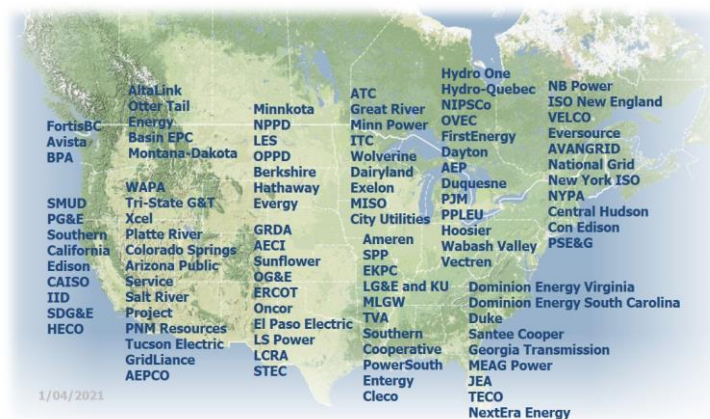 FortisBC
Avista
BPA
SMUD
PG&E
Southern
California
Edison
CAISO
IID
SDG&E
HECO
AltaLink
Otter Tail
Energy
Basin EPC
Montana-Dakota
WAPA
Tri-State G&T
Xcel
Platte River
Colorado Springs
Arizona Public
Service
Salt River
Project
PNM Resources
Tucson Electric
GridLiance
AEPCO
Minnkota
NPPD
LES
OPPD
Berkshire
Hathaway
Evergy
GRDA
AECI
Sunflower
OG&E
ERCOT
Oncor
El Paso Electric
LS Power
LCRA
STEC
ATC
Great River
Minn Power
ITC
Wolverine
Dairyland
Exelon
MISO
City Utilities
Ameren
SPP
EKPC
LG&E and KU
MLGW
TVA
Southern
Cooperative
PowerSouth
Entergy
Cleco
Hydro One
Hydro-Quebec
NIPSCo
OVEC
FirstEnergy
Dayton
AEP
Duquesne
PJM
PPLEU
Hoosier
Wabash Valley
Vectren
NB Power
ISO New England
VELCO
Eversource
AVANGRID
National Grid
New York ISO
NYPA
Central Hudson
Con Edison
PSE&G
Dominion Energy Virginia
Dominion Energy South Carolina
Duke
Santee Cooper
Georgia Transmission
MEAG Power
JEA
TECO
NextEra Energy
1/04/2021